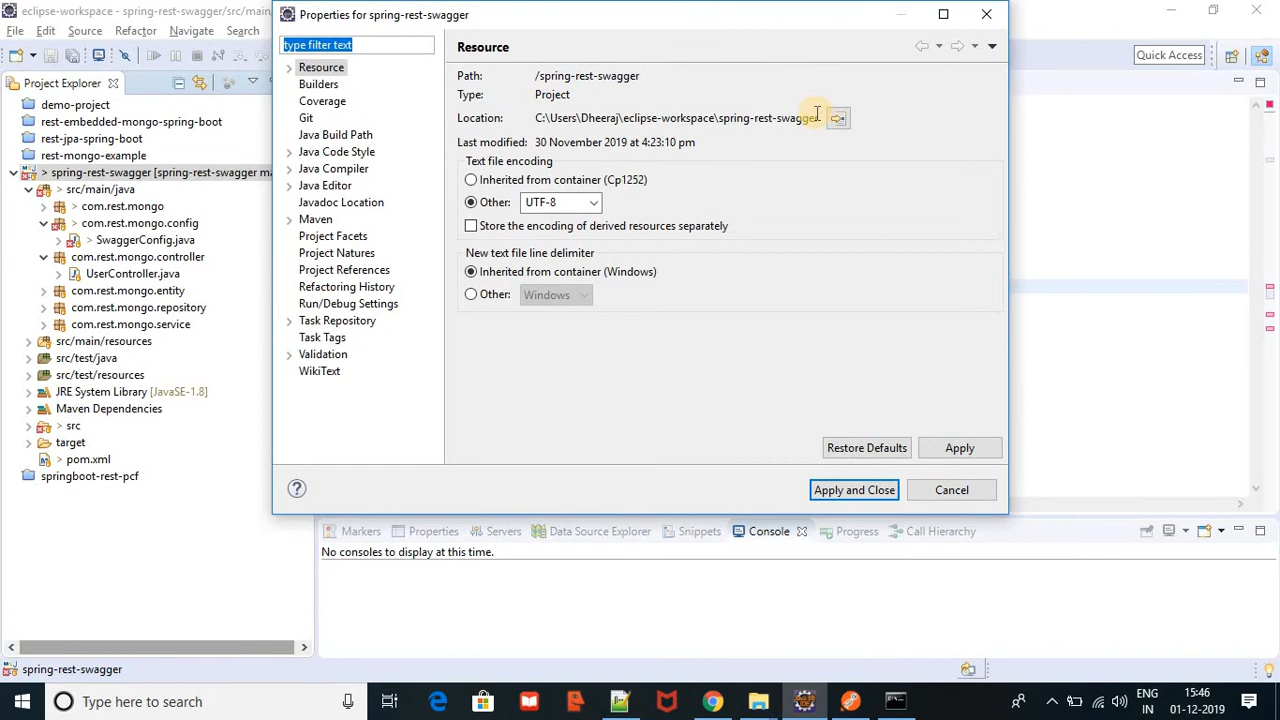 eclipse-workspace - spring-rest-swagger/src/main/
Properties for spring-rest-swagger
File Edit Source Refactor Navigate Search
Quick Access
Project Explorer
demo-project
rest-embedded-mongo-spring-boot
rest-jpa-spring-boot
rest-mongo-example
> spring-rest-swagger [spring-rest-swagger ma
> src/main/java
com.rest.mongo
> com.rest.mongo.config
> SwaggerConfig.java
com.rest.mongo.controller
UserController.java
com.rest.mongo.entity
com.rest.mongo.repository
com.rest.mongo.service
src/main/resources
src/test/java
src/test/resources
JRE System Library [JavaSE-1.8]
Maven Dependencies
> src
target
pom.xml
springboot-rest-pcf
type filter text
Resource
Builders
Coverage
Git
Java Build Path
Java Code Style
Java Compiler
Java Editor
Javadoc Location
Maven
Project Facets
Project Natures
Project References
Refactoring History
Run/Debug Settings
Task Repository
Task Tags
Validation
WikiText
Resource
Path: /spring-rest-swagger
Type: Project
Location: C:\Users\Dheeraj\eclipse-workspace\spring-rest-swagger
Last modified: 30 November 2019 at 4:23:10 pm
Text file encoding
Inherited from container (Cp1252)
Other: UTF-8
Store the encoding of derived resources separately
New text file line delimiter
Inherited from container (Windows)
Other: Windows
Restore Defaults Apply
Apply and Close Cancel
Markers Properties Servers Data Source Explorer Snippets Console Progress Call Hierarchy
No consoles to display at this time.
spring-rest-swagger
Type here to search
ENG
IN
15:46
01-12-2019